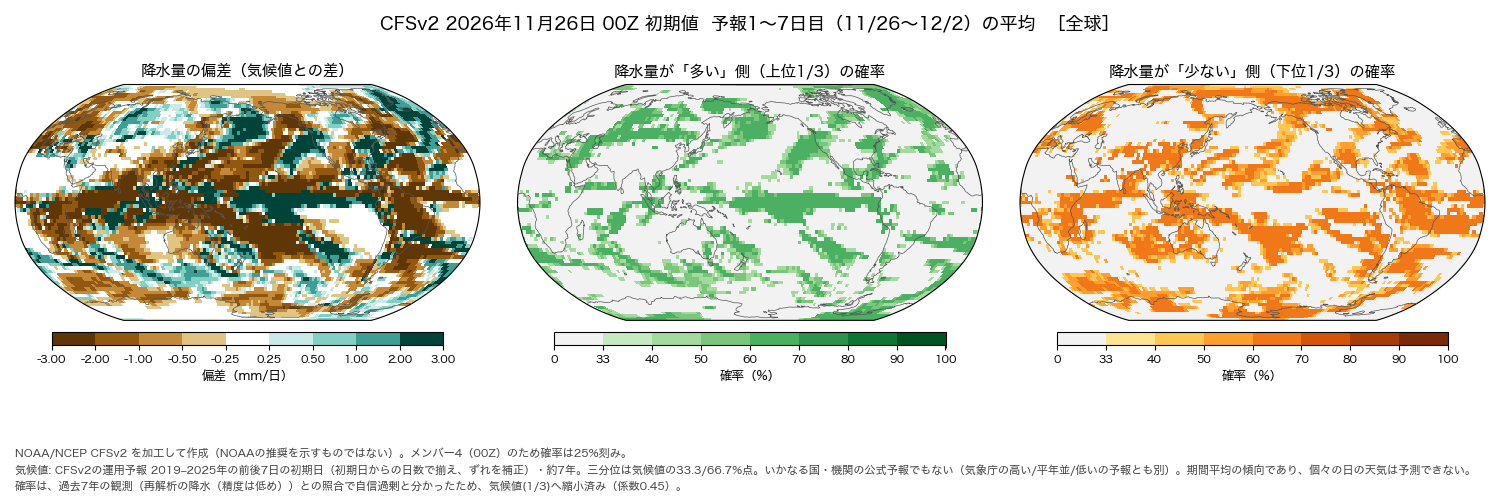 CFSv2 2026年11月26日 00Z 初期値 予報1〜7日目（11/26〜12/2）の平均 ［全球］
降水量の偏差（気候値との差）
降水量が「多い」側（上位1/3）の確率
降水量が「少ない」側（下位1/3）の確率
-3.00 -2.00 -1.00 -0.50 -0.25 0.25 0.50 1.00 2.00 3.00
偏差（mm/日）
0 33 40 50 60 70 80 90 100
確率（%）
0 33 40 50 60 70 80 90 100
確率（%）
NOAA/NCEP CFSv2 を加工して作成（NOAAの推奨を示すものではない）。メンバー4（00Z）のため確率は25%刻み。
気候値: CFSv2の運用予報 2019–2025年の前後7日の初期日（初期日からの日数で揃え、ずれを補正）・約7年。三分位は気候値の33.3/66.7%点。いかなる国・機関の公式予報でもない（気象庁の高い/平年並/低いの予報とも別）。期間平均の傾向であり、個々の日の天気は予測できない。
確率は、過去7年の観測（再解析の降水（精度は低め））との照合で自信過剰と分かったため、気候値(1/3)へ縮小済み（係数0.45）。